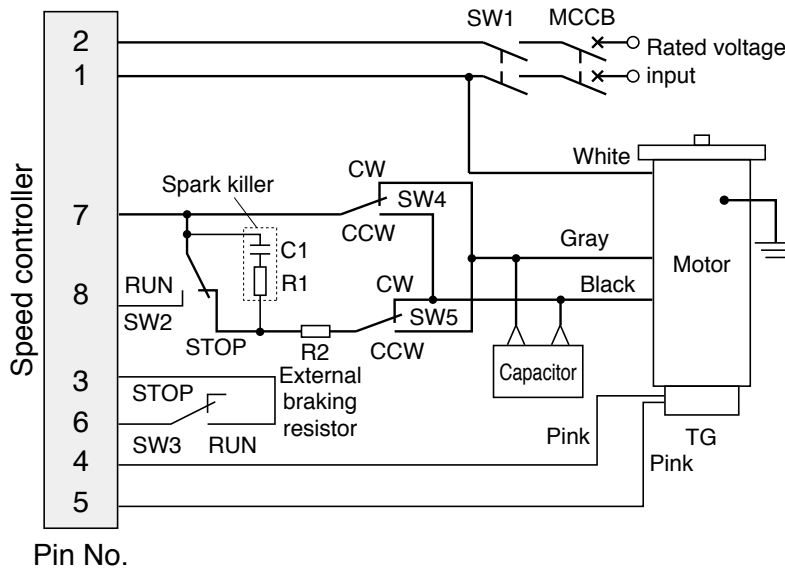 SW1
MCCB
2
Rated voltage
1
input
White
CW
Spark killer
SW4
7
CCW
Gray
C1
Motor
CW
Black
R1
8
RUN
SW5
SW2
STOP
R2
CCW
Capacitor
3
External
STOP
braking
6
resistor
SW3
RUN
Pink
TG
4
Pink
5
Speed controller
Pin No.